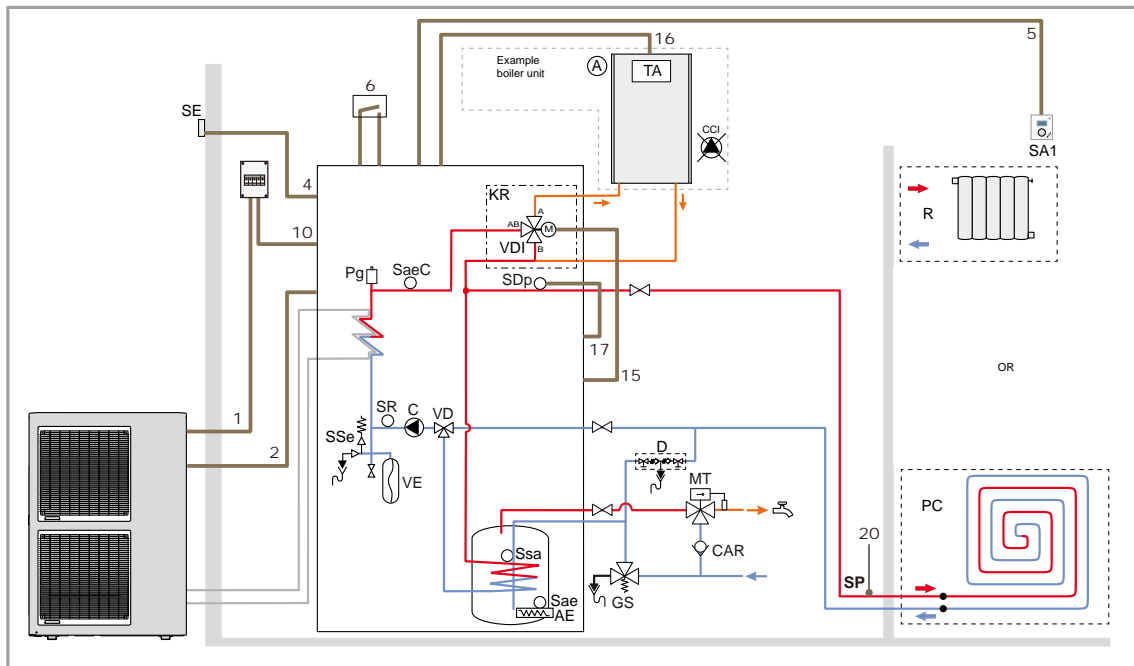 5
16
Example
boiler unit
A
TA
6
SE
CCI
SA1
4
KR
R
A
AB
M
10
VDI
B
Pg
SaeC
SDp
17
OR
15
1
SR
C
VD
2
SSe
D
VE
MT
PC
20
Ssa
CAR
SP
Sae
AE
GS